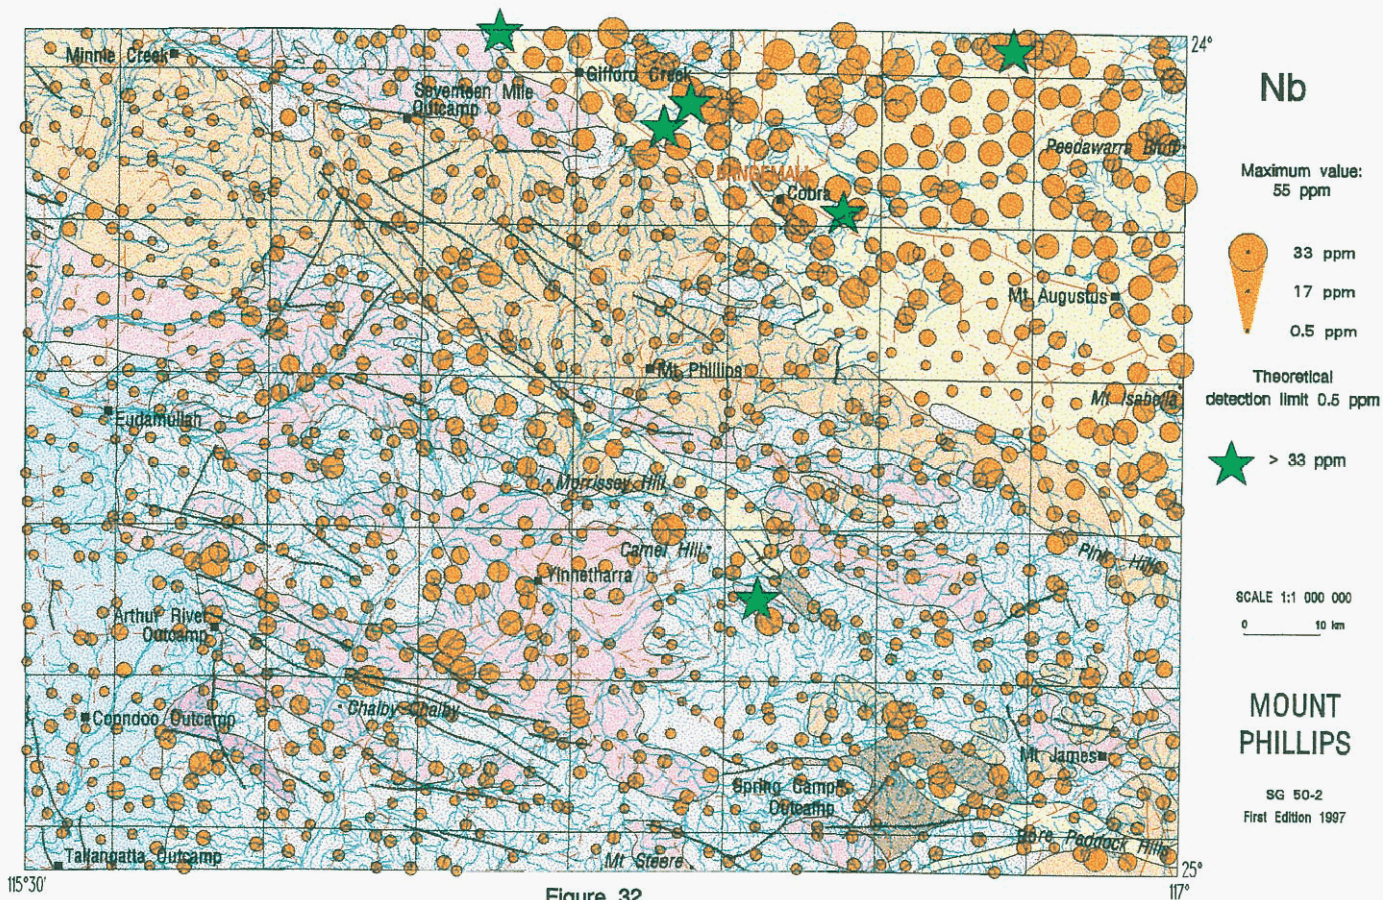 24°
Minnie Creek
Gifford Creek
Seventeen Mile
Outcamp
Peedawarra Bluff
BANGEMALL
Cobra
Mt Augustus
Mt Phillips
Mt Isabella
Eudamullah
Morrissey Hill
Camel Hill
Pink Hills
Yinnetharra
Arthur River
Outcamp
Coondoo Outcamp
Chalby Chalby
Mt James
Spring Camp
Outcamp
Bore Paddock Hills
Tallangatta Outcamp
Mt Steere
25°
115°30'
117°
Figure 32
Nb
Maximum value:
55 ppm
33 ppm
17 ppm
0.5 ppm
Theoretical
detection limit 0.5 ppm
> 33 ppm
SCALE 1:1 000 000
0 10 km
MOUNT
PHILLIPS
SG 50-2
First Edition 1997